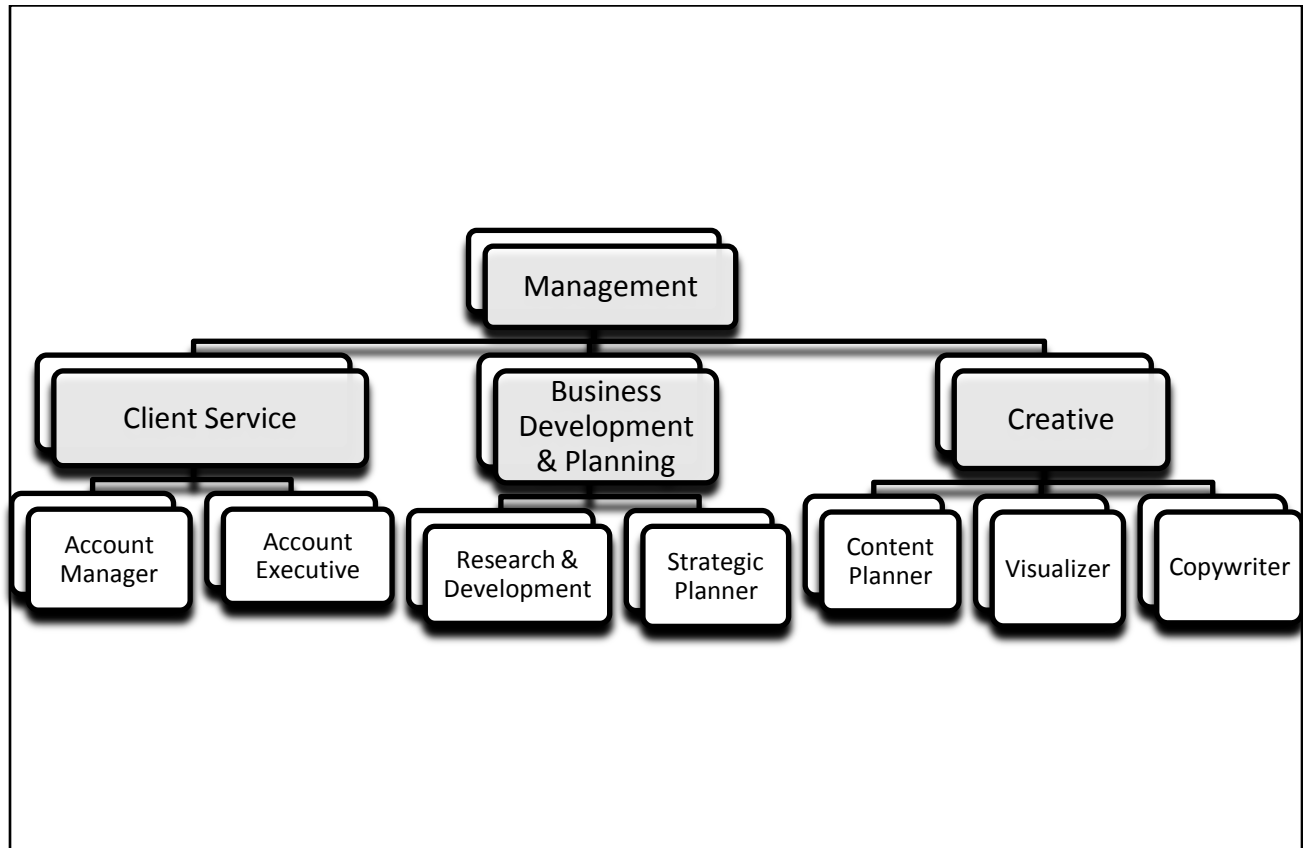 Management
Client Service
Business
Development
& Planning
Creative
Account
Manager
Account
Executive
Research &
Development
Strategic
Planner
Content
Planner
Visualizer
Copywriter